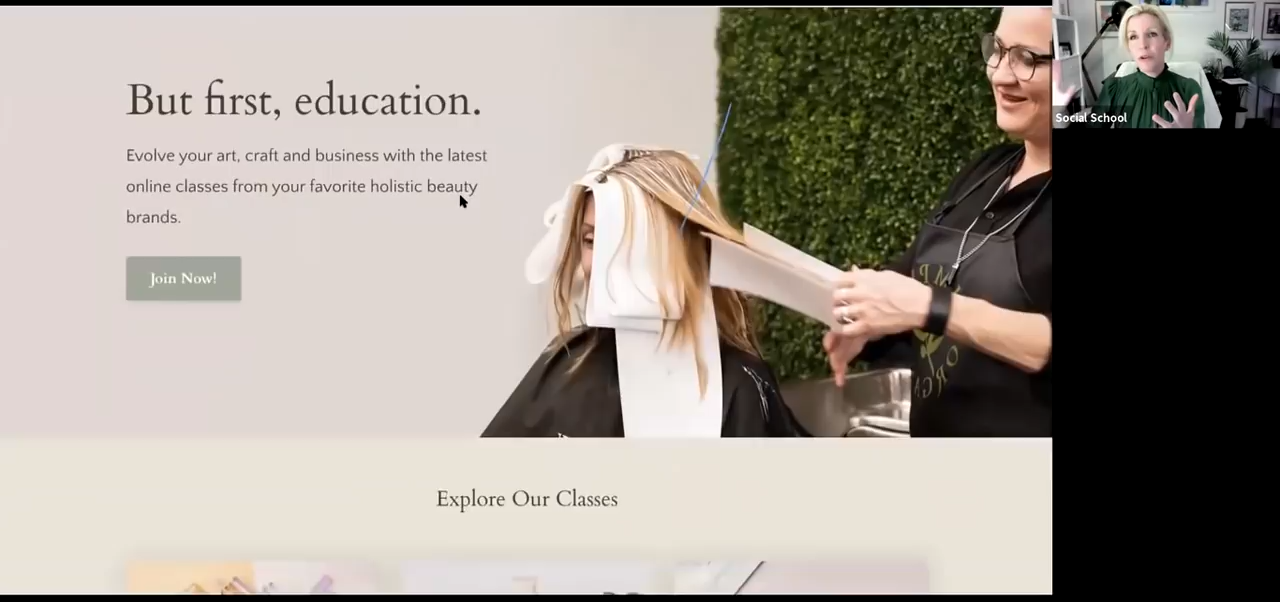 But first, education.
Evolve your art, craft and business with the latest
online classes from your favorite holistic beauty
brands.
Join Now!
Social School
Explore Our Classes